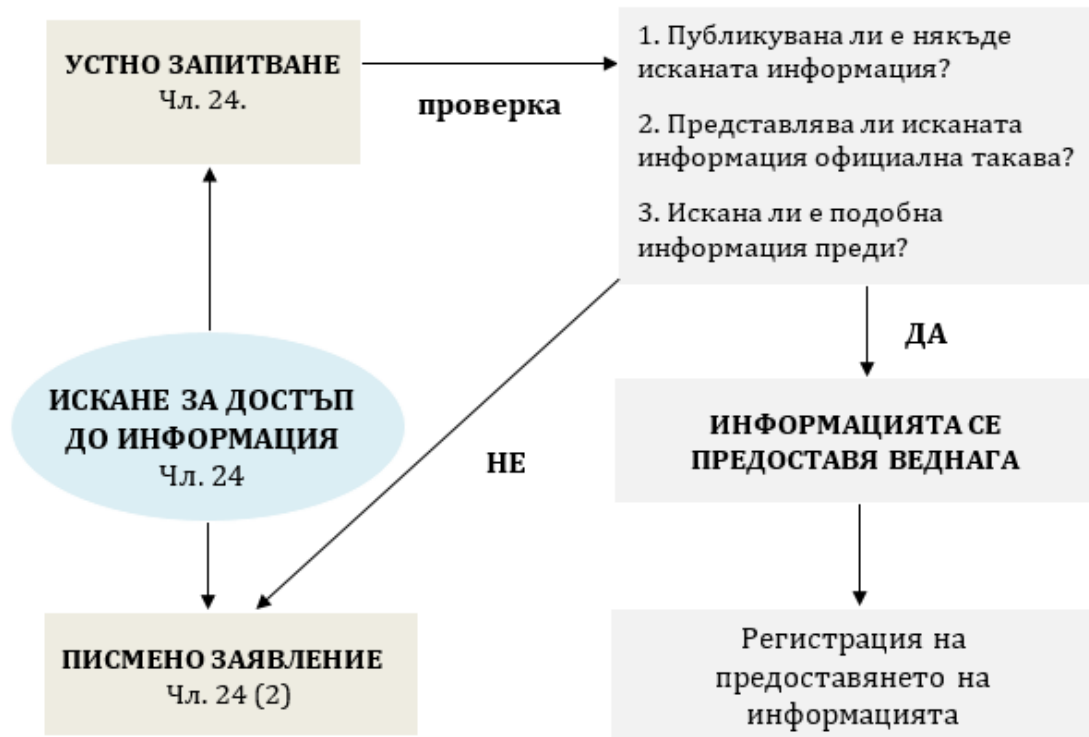 УСТНО ЗАПИТВАНЕ
Чл. 24.
проверка
1. Публикувана ли е някъде
исканата информация?
2. Представлява ли исканата
информация официална такава?
3. Искана ли е подобна
информация преди?
ДА
ИСКАНЕ ЗА ДОСТЪП
ДО ИНФОРМАЦИЯ
Чл. 24
НЕ
ИНФОРМАЦИЯТА СЕ
ПРЕДОСТАВЯ ВЕДНАГА
ПИСМЕНО ЗАЯВЛЕНИЕ
Чл. 24 (2)
Регистрация на
предоставянето на
информацията